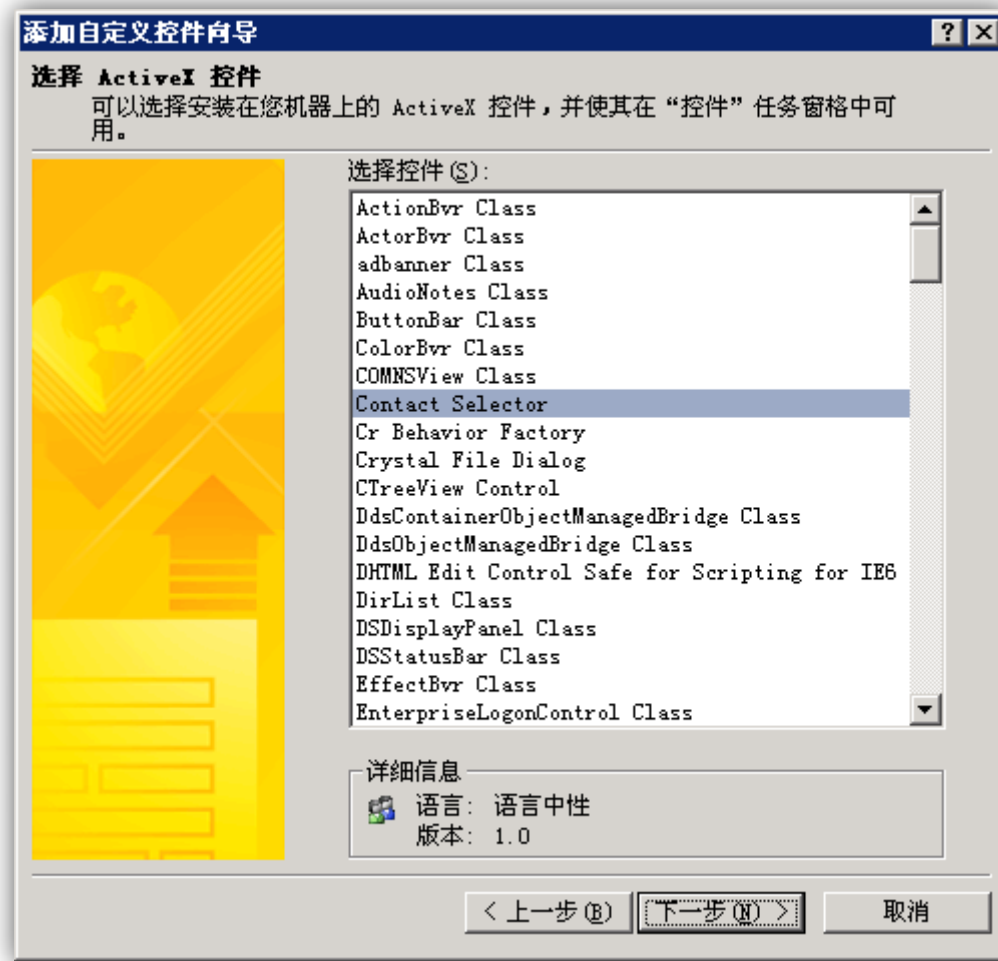 添加自定义控件向导
选择 ActiveX 控件
可以选择安装在您机器上的 ActiveX 控件，并使其在“控件”任务窗格中可
用。
选择控件(S):
ActionBvr Class
ActorBvr Class
adbanner Class
AudioNotes Class
ButtonBar Class
ColorBvr Class
COMNSView Class
Contact Selector
Cr Behavior Factory
Crystal File Dialog
CTreeView Control
DdsContainerObjectManagedBridge Class
DdsObjectManagedBridge Class
DHTML Edit Control Safe for Scripting for IE6
DirList Class
DSDisplayPanel Class
DSStatusBar Class
EffectBvr Class
EnterpriseLogonControl Class
详细信息
语言: 语言中性
版本: 1.0
< 上一步(B) 下一步(N) > 取消